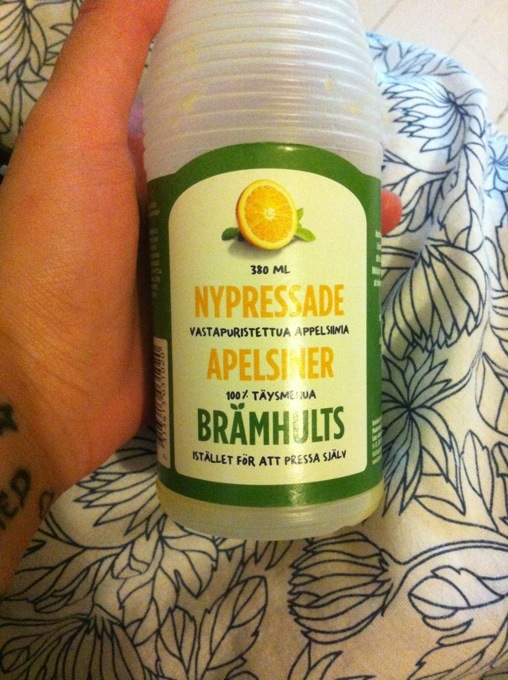 380 ML
NYPRESSADE
VASTAPURISTETTUA APPELSIINIA
APELSINER
100% TÄYSMEHUA
BRÄMHULTS
ISTÄLLET FÖR ATT PRESSA SJÄLV